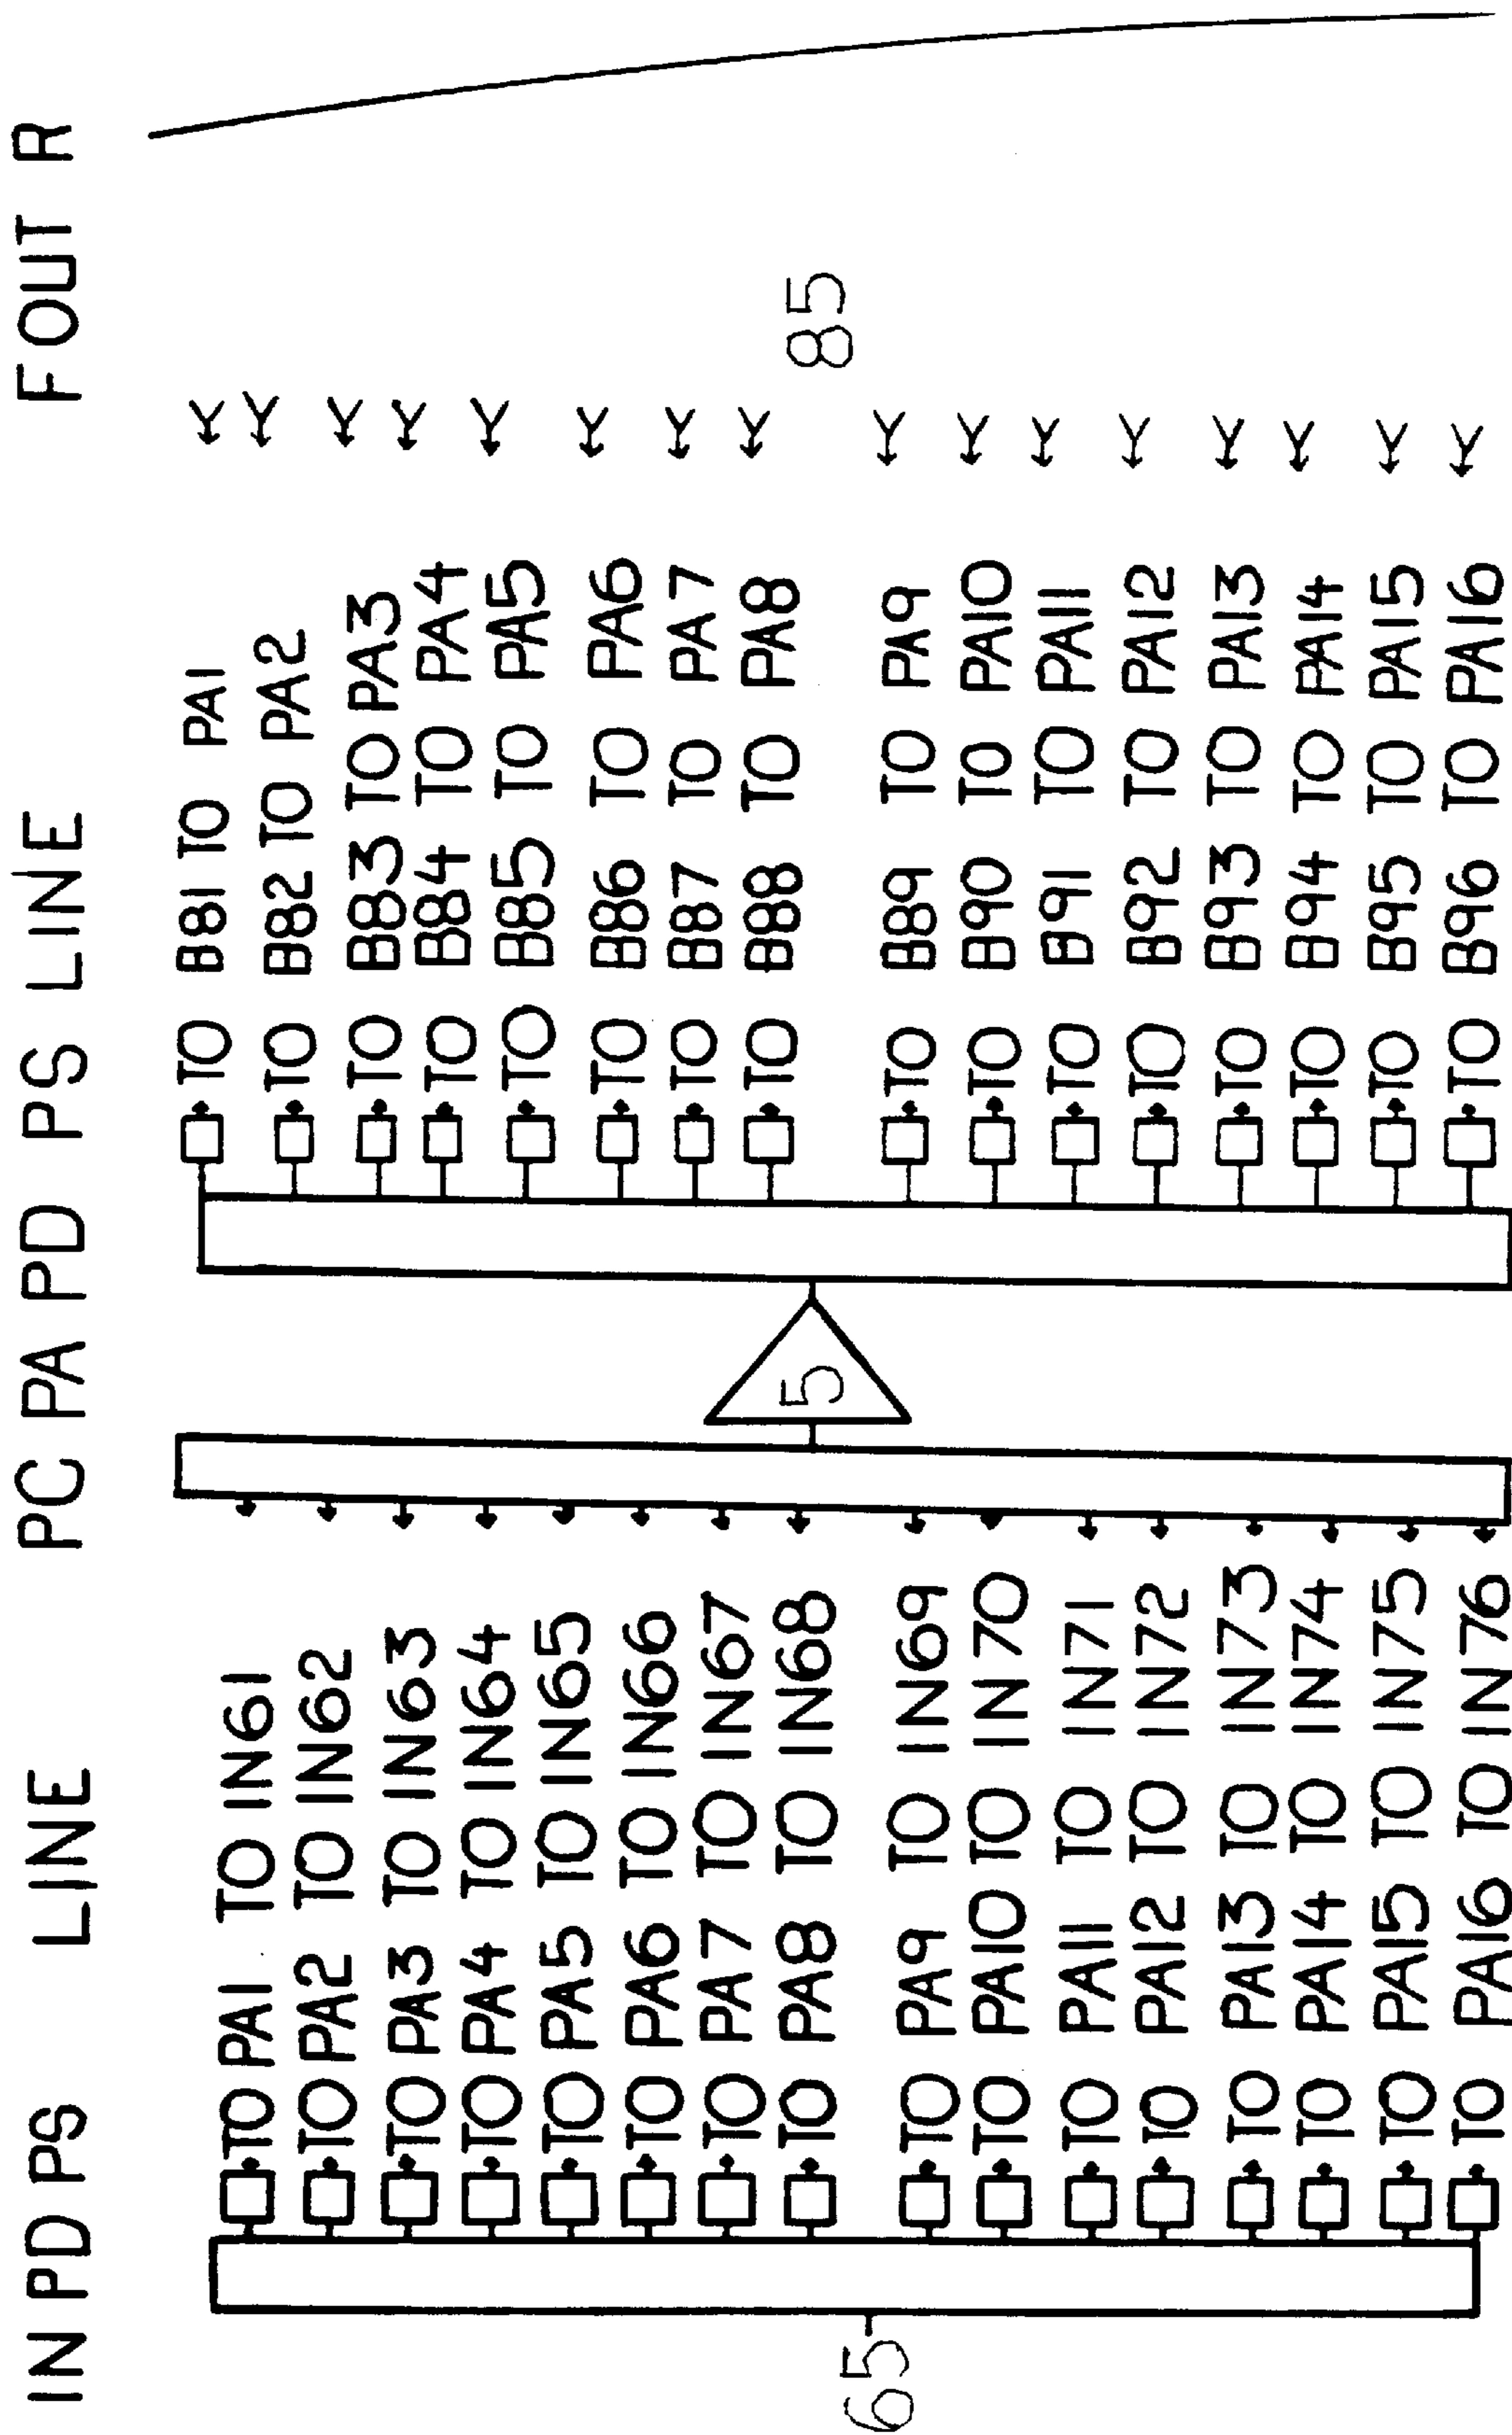 IN PD PS LINE PC PA PD PS LINE F OUT R
TO PA1 TO IN61
TO PA2 TO IN62
TO PA3 TO IN63
TO PA4 TO IN64
TO PA5 TO IN65
TO PA6 TO IN66
TO PA7 TO IN67
TO PA8 TO IN68
TO PA9 TO IN69
TO PA10 TO IN70
TO PA11 TO IN71
TO PA12 TO IN72
TO PA13 TO IN73
TO PA14 TO IN74
TO PA15 TO IN75
TO PA16 TO IN76
65
5
TO B81 TO PA1
TO B82 TO PA2
TO B83 TO PA3
TO B84 TO PA4
TO B85 TO PA5
TO B86 TO PA6
TO B87 TO PA7
TO B88 TO PA8
TO B89 TO PA9
TO B90 TO PA10
TO B91 TO PA11
TO B92 TO PA12
TO B93 TO PA13
TO B94 TO PA14
TO B95 TO PA15
TO B96 TO PA16
85